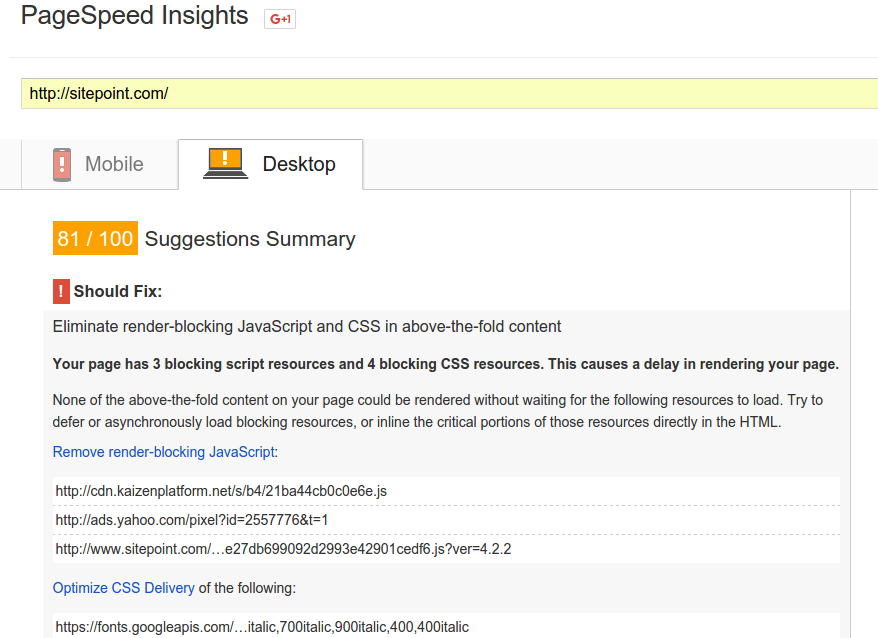 PageSpeed Insights G+1
http://sitepoint.com/
! Mobile ! Desktop
81 / 100 Suggestions Summary
! Should Fix:
Eliminate render-blocking JavaScript and CSS in above-the-fold content
Your page has 3 blocking script resources and 4 blocking CSS resources. This causes a delay in rendering your page.
None of the above-the-fold content on your page could be rendered without waiting for the following resources to load. Try to
defer or asynchronously load blocking resources, or inline the critical portions of those resources directly in the HTML.
Remove render-blocking JavaScript:
http://cdn.kaizenplatform.net/s/b4/21ba44cb0c0e6e.js
http://ads.yahoo.com/pixel?id=2557776&t=1
http://www.sitepoint.com/…e27db699092d2993e42901cedf6.js?ver=4.2.2
Optimize CSS Delivery of the following:
https://fonts.googleapis.com/…italic,700italic,900italic,400,400italic